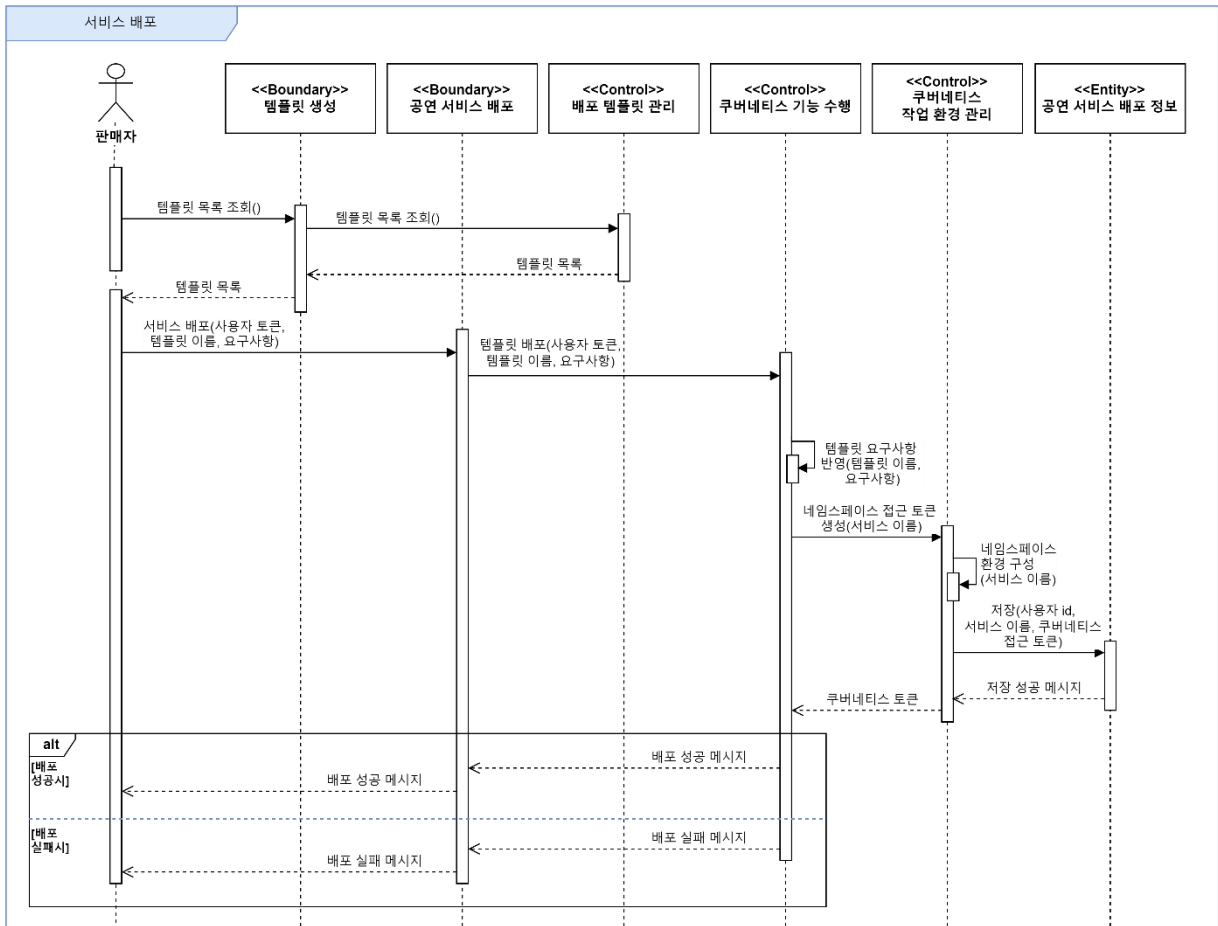 서비스 배포
판매자
<<Boundary>>
템플릿 생성
<<Boundary>>
공연 서비스 배포
<<Control>>
배포 템플릿 관리
<<Control>>
쿠버네티스 기능 수행
<<Control>>
쿠버네티스
작업 환경 관리
<<Entity>>
공연 서비스 배포 정보
템플릿 목록 조회()
템플릿 목록 조회()
템플릿 목록
템플릿 목록
서비스 배포(사용자 토큰,
템플릿 이름, 요구사항)
템플릿 배포(사용자 토큰,
템플릿 이름, 요구사항)
템플릿 요구사항
반영(템플릿 이름,
요구사항)
네임스페이스 접근 토큰
생성(서비스 이름)
네임스페이스
환경 구성
(서비스 이름)
저장(사용자 id,
서비스 이름, 쿠버네티스
접근 토큰)
저장 성공 메시지
쿠버네티스 토큰
alt
[배포
성공시]
배포 성공 메시지
배포 성공 메시지
[배포
실패시]
배포 실패 메시지
배포 실패 메시지